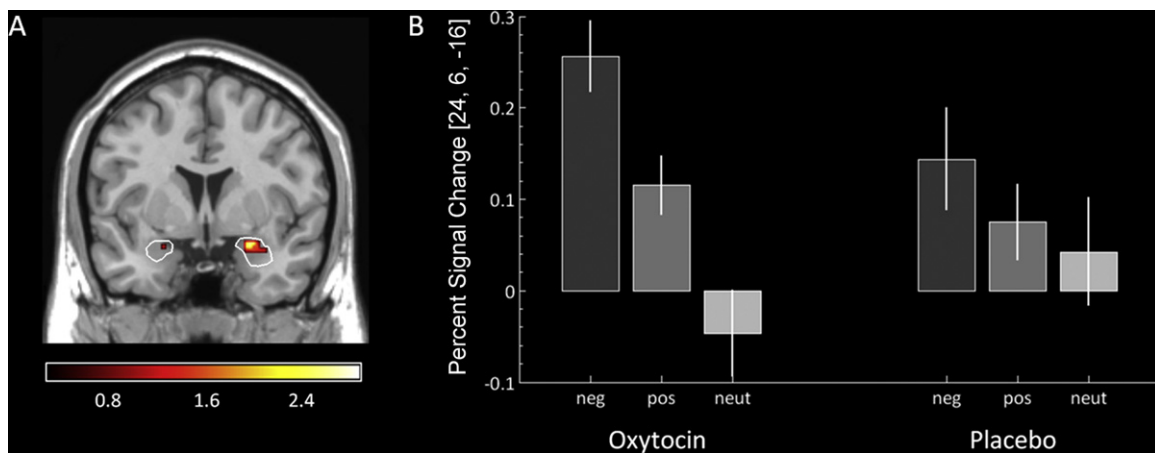 A
0.8 1.6 2.4
B
Percent Signal Change [24, 6, -16]
0.3
0.2
0.1
0
-0.1
neg pos neut neg pos neut
Oxytocin Placebo